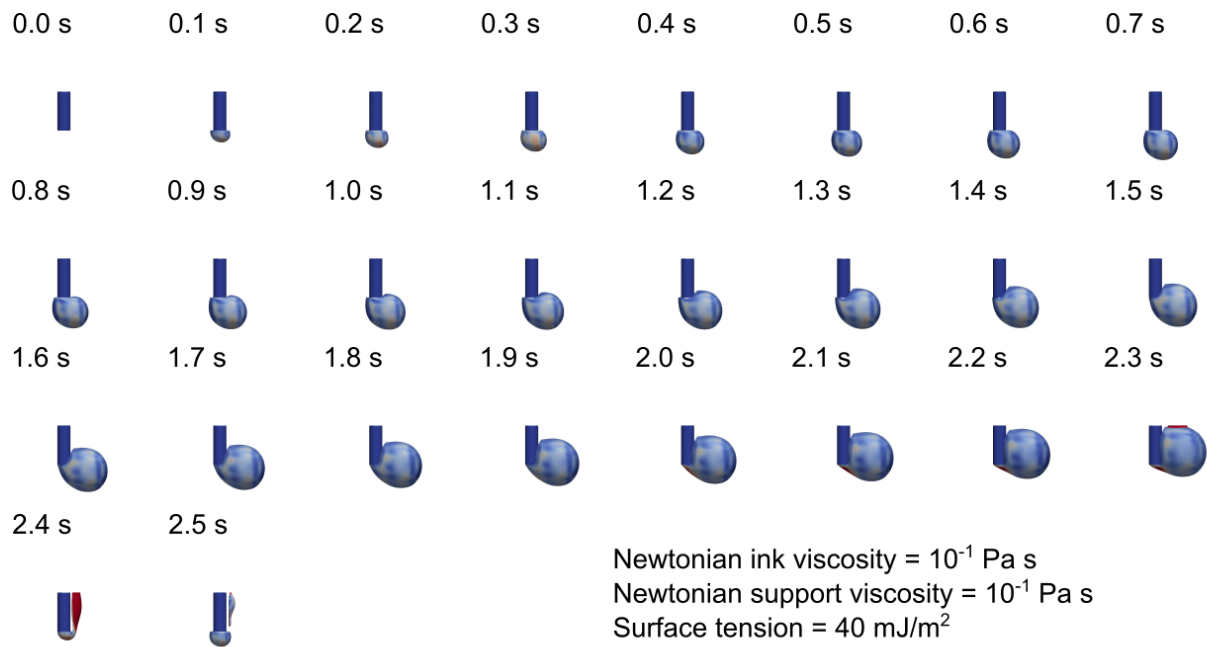 0.0 s 0.1 s 0.2 s 0.3 s 0.4 s 0.5 s 0.6 s 0.7 s
0.8 s 0.9 s 1.0 s 1.1 s 1.2 s 1.3 s 1.4 s 1.5 s
1.6 s 1.7 s 1.8 s 1.9 s 2.0 s 2.1 s 2.2 s 2.3 s
2.4 s 2.5 s
Newtonian ink viscosity = 10⁻¹ Pa s
Newtonian support viscosity = 10⁻¹ Pa s
Surface tension = 40 mJ/m²